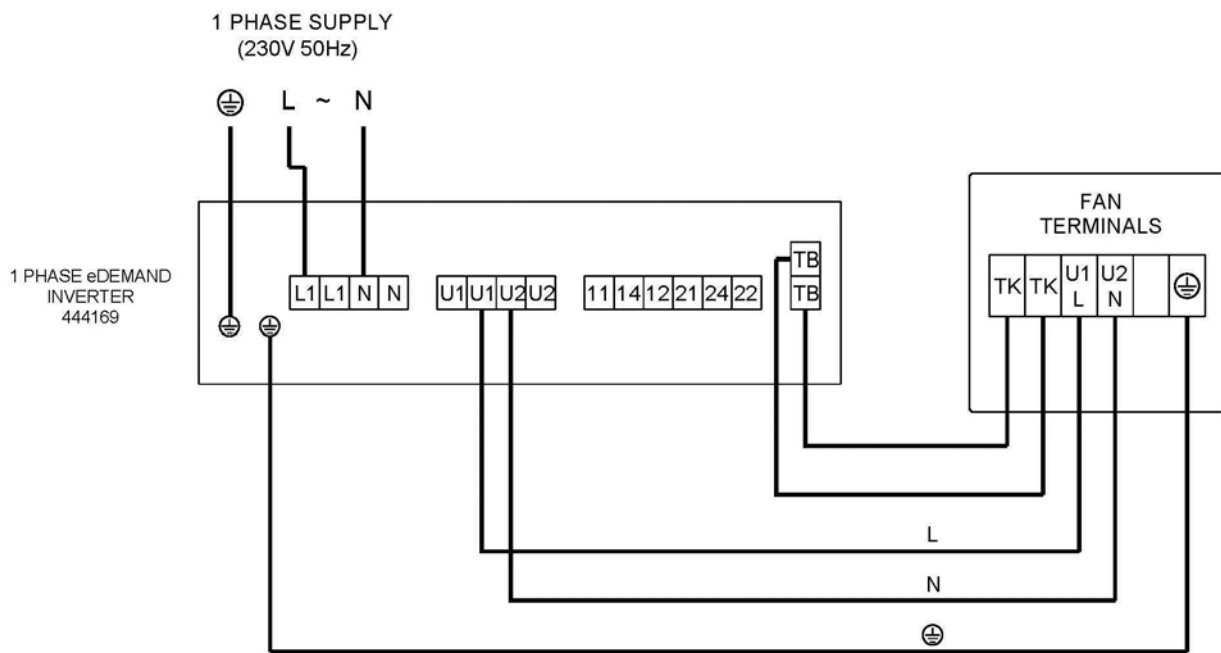 1 PHASE SUPPLY
(230V 50Hz)
L ~ N
1 PHASE eDEMAND
INVERTER
444169
L1 L1 N N
U1 U1 U2 U2
11 14 12 21 24 22
TB
TB
FAN
TERMINALS
TK TK U1 U2
L N
L
N